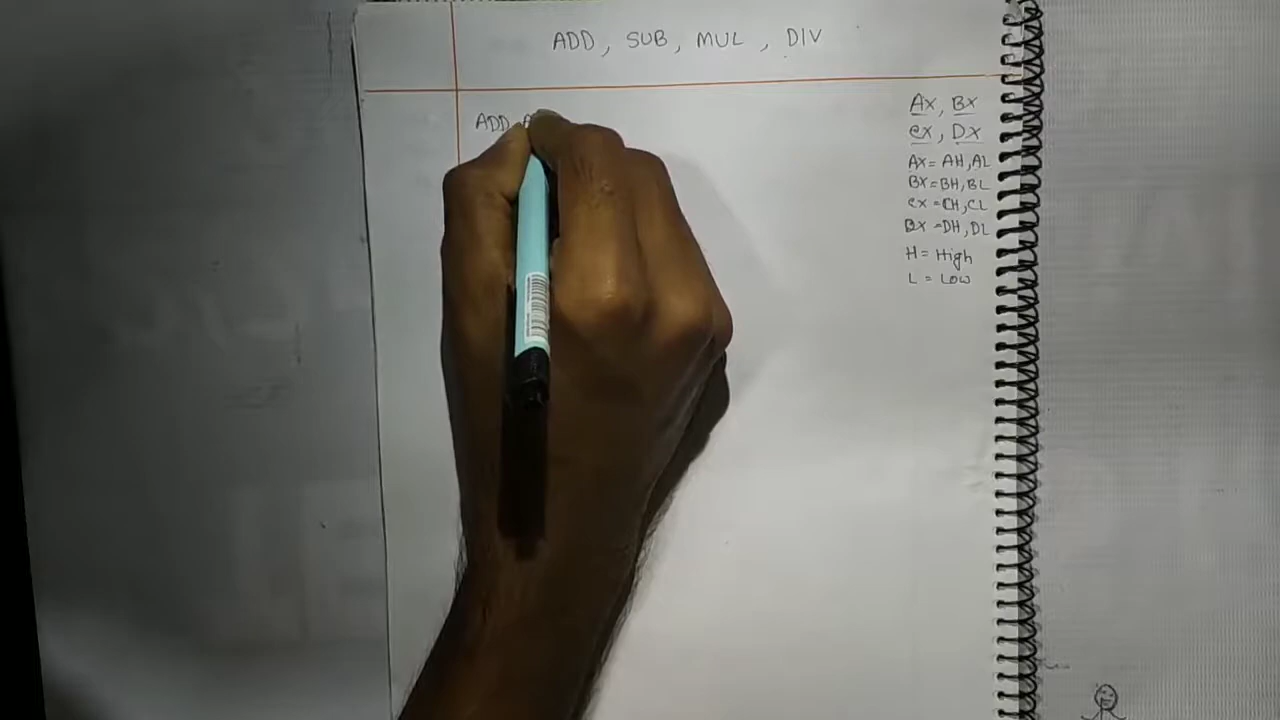 ADD, SUB, MUL, DIV
ADD A
AX, BX
CX, DX
AX = AH, AL
BX = BH, BL
CX = CH, CL
BX = DH, DL
H = High
L = Low